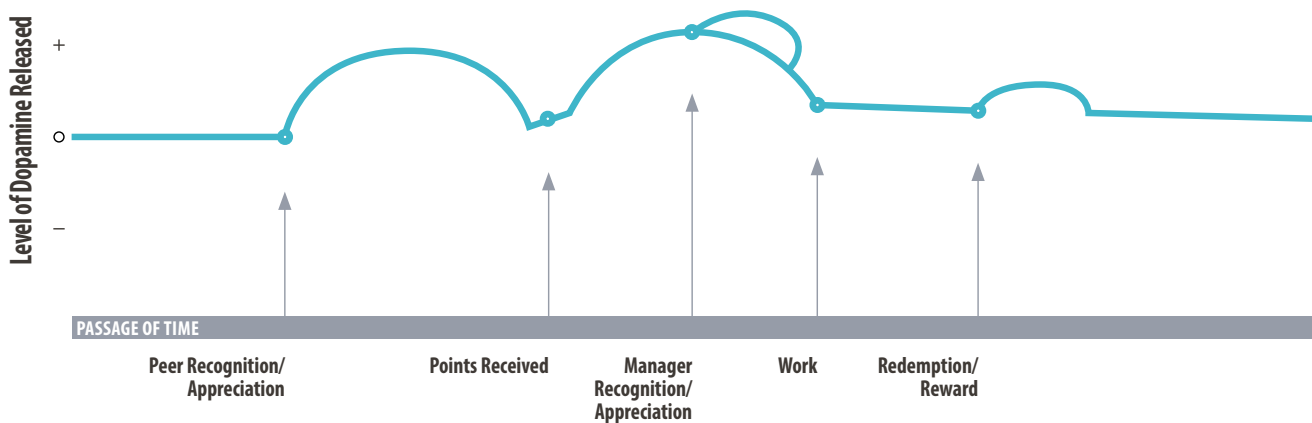 Level of Dopamine Released
+
O
–
PASSAGE OF TIME
Peer Recognition/
Appreciation
Points Received
Manager
Recognition/
Appreciation
Work
Redemption/
Reward